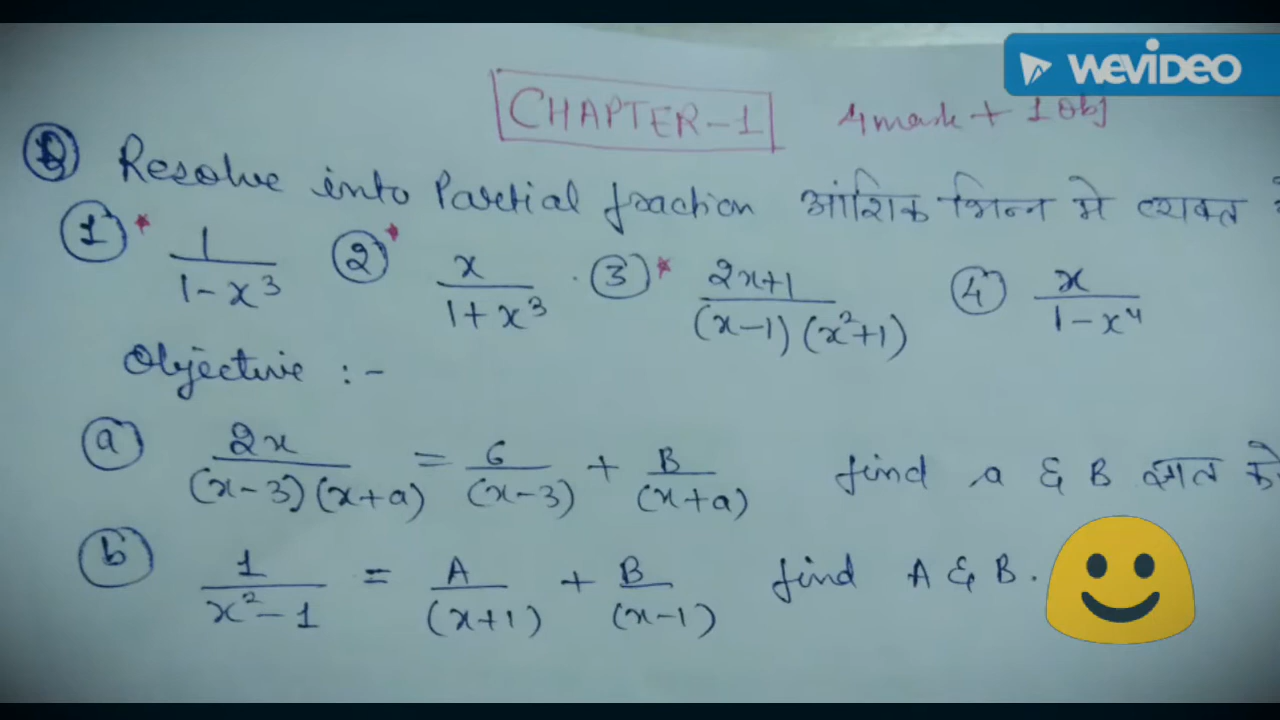 WEVIDEO
CHAPTER-1 4 mark + 1 Obj
Q Resolve into Partial fraction आंशिक भिन्न मे व्यक्त
1 * 1/(1-x³) 2 * x/(1+x³) . 3 * 2x+1/((x-1)(x²+1)) 4 x/(1-x⁴)
Objective :-
a 2x/((x-3)(x+a)) = 6/(x-3) + B/(x+a) find a & B ज्ञात को
b 1/(x²-1) = A/(x+1) + B/(x-1) find A & B.